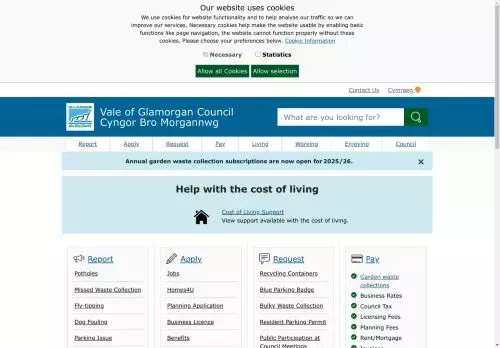 Our website uses cookies
We use cookies for website functionality and to help analyse our traffic so we can
improve our services. Necessary cookies help make the website usable by enabling basic
functions like page navigation, the website cannot function properly without these
cookies. Please choose your preferences below. Cookie Information
Necessary Statistics
Allow all Cookies Allow selection
Contact Us Cymraeg
Vale of Glamorgan Council
Cyngor Bro Morgannwg
What are you looking for?
Report Apply Request Pay Living Working Enjoying Council
Annual garden waste collection subscriptions are now open for 2025/26. ×
Help with the cost of living
Cost of Living Support
View support available with the cost of living.
Report
Potholes
Missed Waste Collection
Fly-tipping
Dog Fouling
Parking Issue
Apply
Jobs
Homes4U
Planning Application
Business Licence
Benefits
Request
Recycling Containers
Blue Parking Badge
Bulky Waste Collection
Resident Parking Permit
Public Participation at
Council Meetings
Pay
Garden waste
collections
Business Rates
Council Tax
Licensing Fees
Planning Fees
Rent/Mortgage